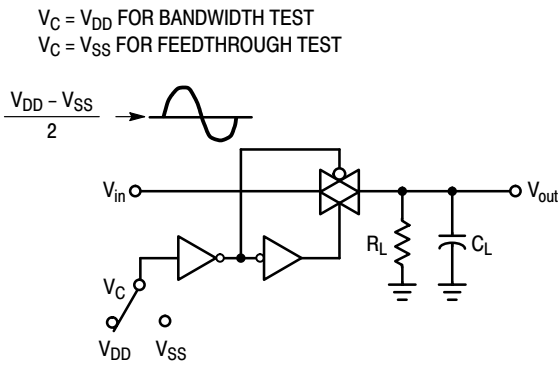 V_C = V_DD FOR BANDWIDTH TEST
V_C = V_SS FOR FEEDTHROUGH TEST
V_DD – V_SS
2
V_in
V_out
R_L
C_L
V_C
V_DD V_SS